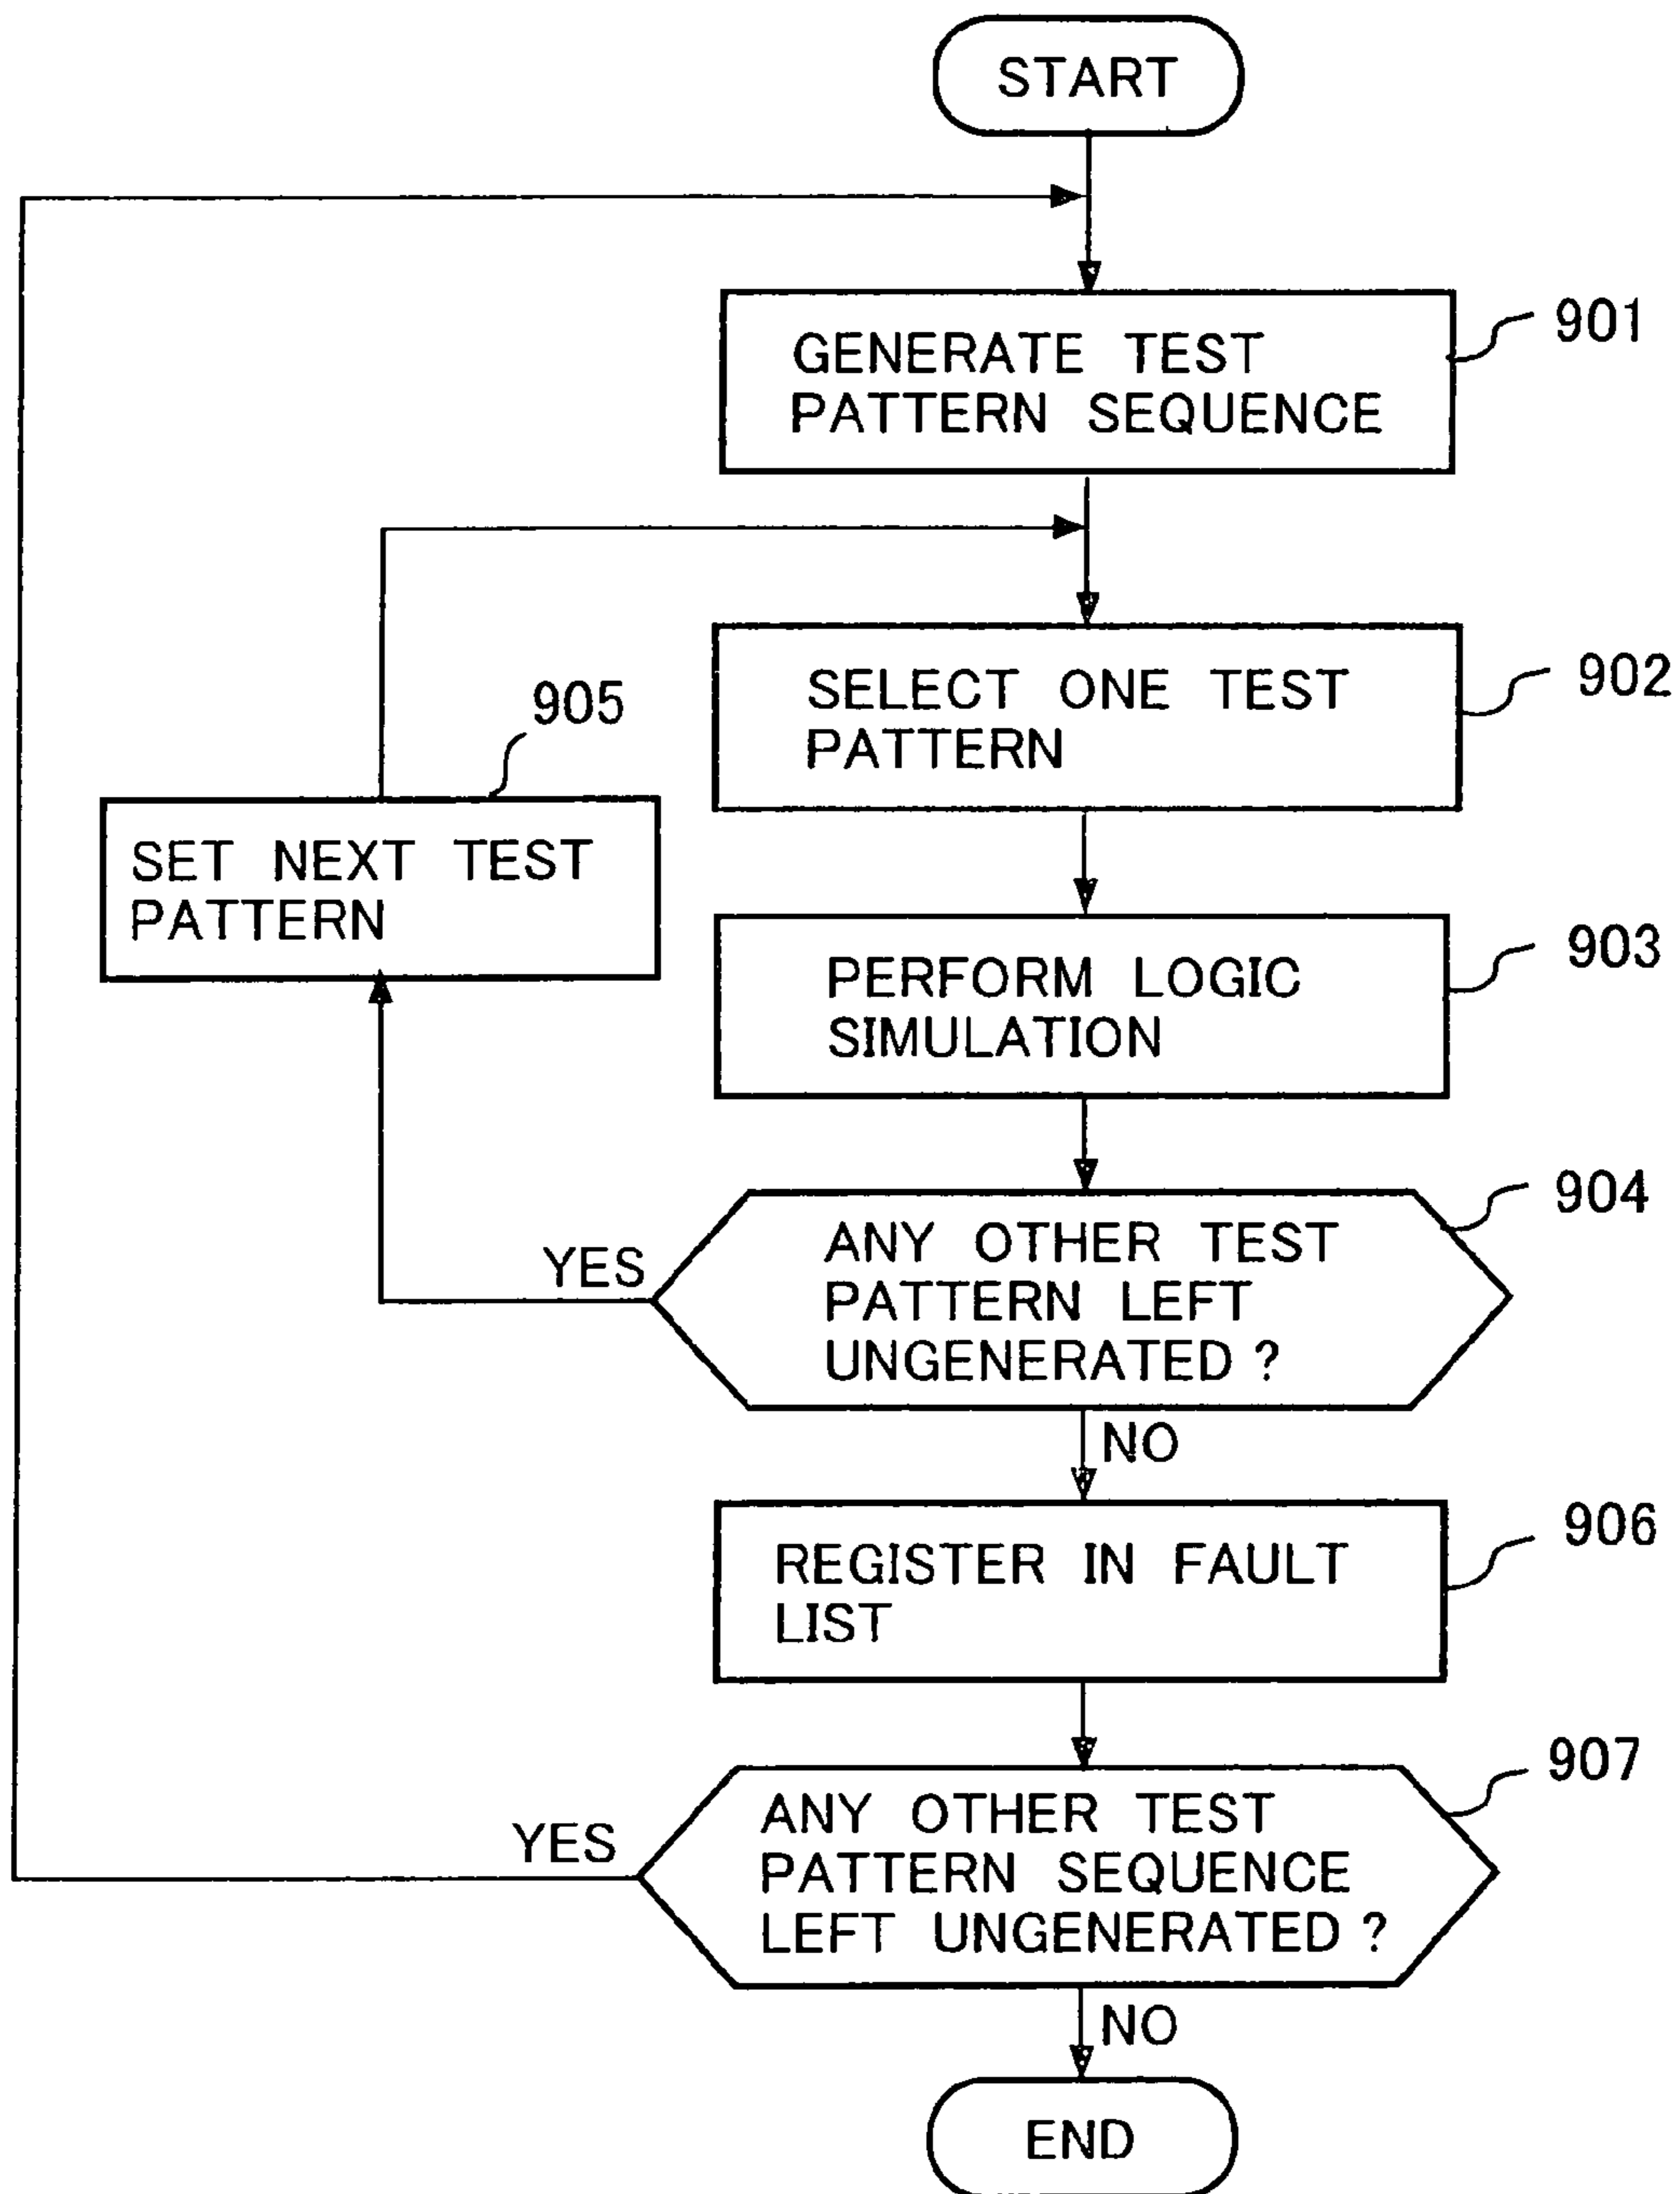 START
901
GENERATE TEST
PATTERN SEQUENCE
902
SELECT ONE TEST
PATTERN
905
SET NEXT TEST
PATTERN
903
PERFORM LOGIC
SIMULATION
904
ANY OTHER TEST
PATTERN LEFT
UNGENERATED ?
YES
NO
906
REGISTER IN FAULT
LIST
907
ANY OTHER TEST
PATTERN SEQUENCE
LEFT UNGENERATED ?
YES
NO
END